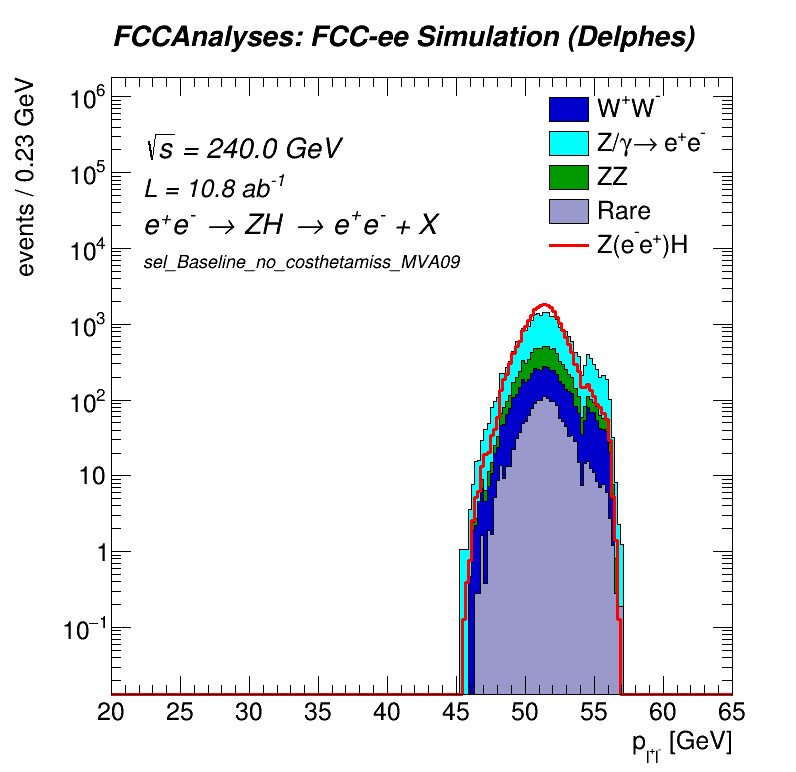 FCCAnalyses: FCC-ee Simulation (Delphes)
events / 0.23 GeV
10⁶
10⁵
10⁴
10³
10²
10
1
10⁻¹
√s = 240.0 GeV
L = 10.8 ab⁻¹
e⁺e⁻ → ZH → e⁺e⁻ + X
sel_Baseline_no_costhetamiss_MVA09
W⁺W⁻
Z/γ→ e⁺e⁻
ZZ
Rare
Z(e⁻e⁺)H
20 25 30 35 40 45 50 55 60 65
p_l⁺l⁻ [GeV]